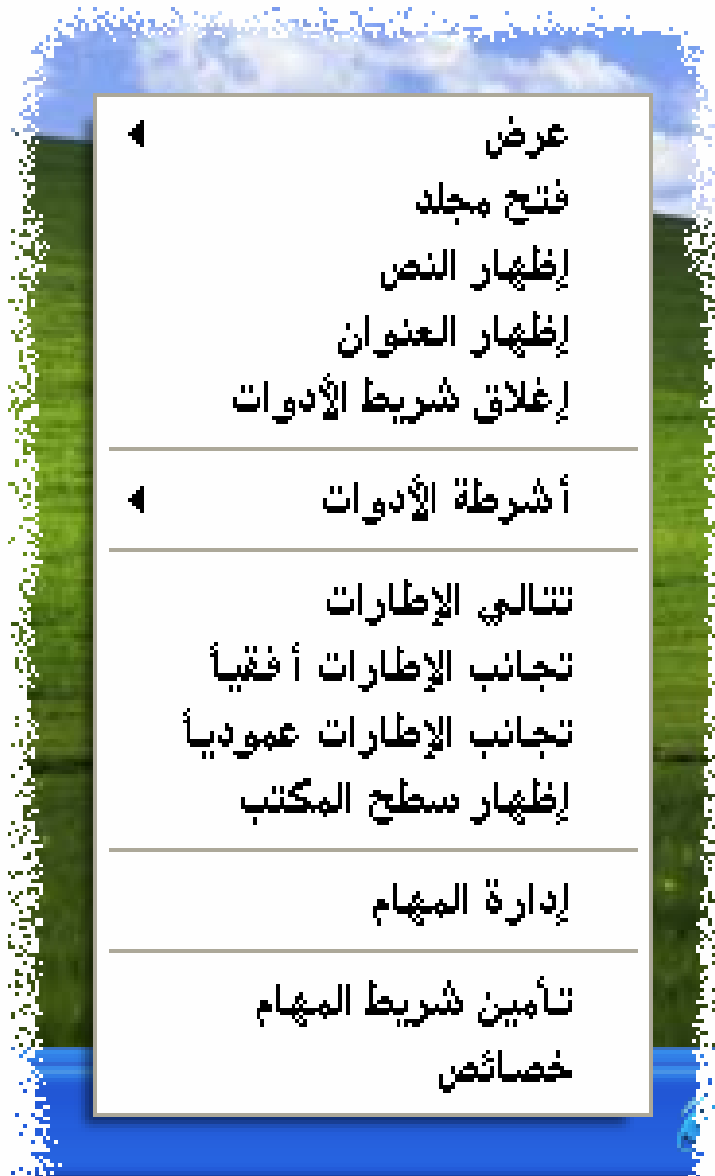 عرض
فتح مجلد
إظهار النص
إظهار العنوان
إغلاق شريط الأدوات
أشرطة الأدوات
تتالي الإطارات
تجانب الإطارات أفقياً
تجانب الإطارات عمودياً
إظهار سطح المكتب
إدارة المهام
تأمين شريط المهام
خصائص